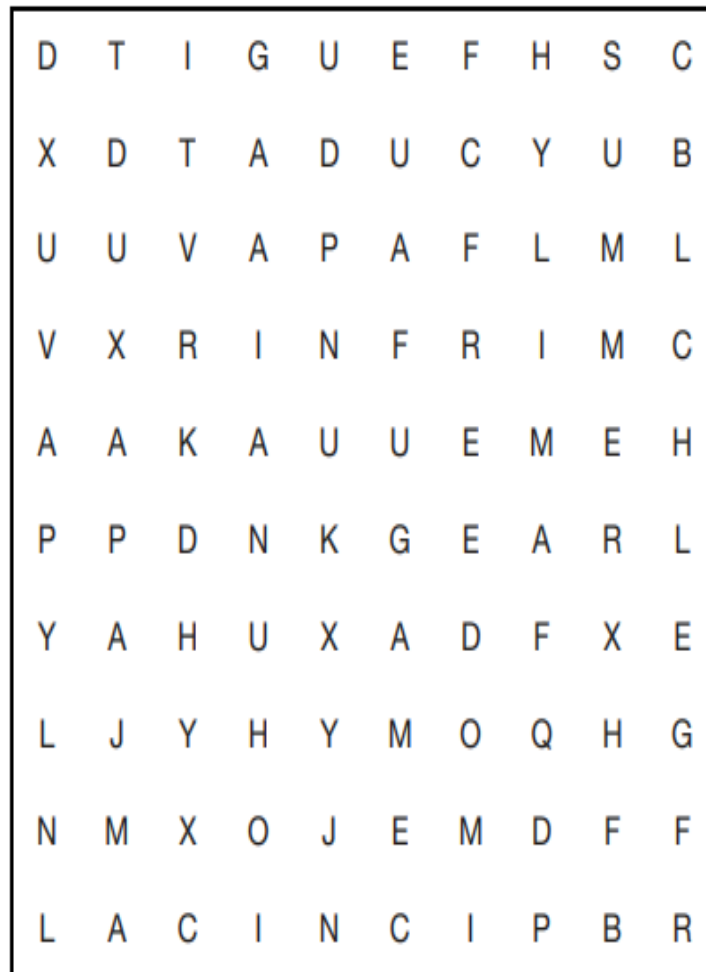 D T I G U E F H S C
X D T A D U C Y U B
U U V A P A F L M L
V X R I N F R I M C
A A K A U U E M E H
P P D N K G E A R L
Y A H U X A D F X E
L J Y H Y M O Q H G
N M X O J E M D F F
L A C I N C I P B R